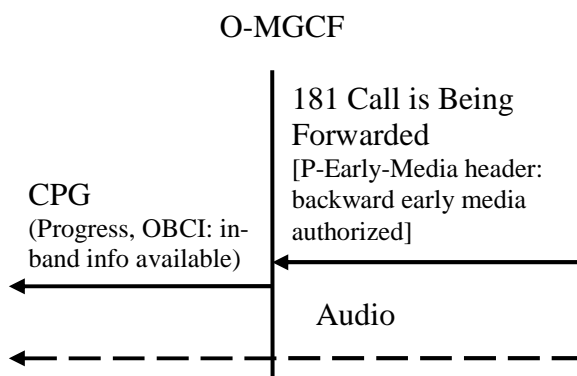 O-MGCF
181 Call is Being
Forwarded
[P-Early-Media header:
backward early media
authorized]
CPG
(Progress, OBCI: in-
band info available)
Audio